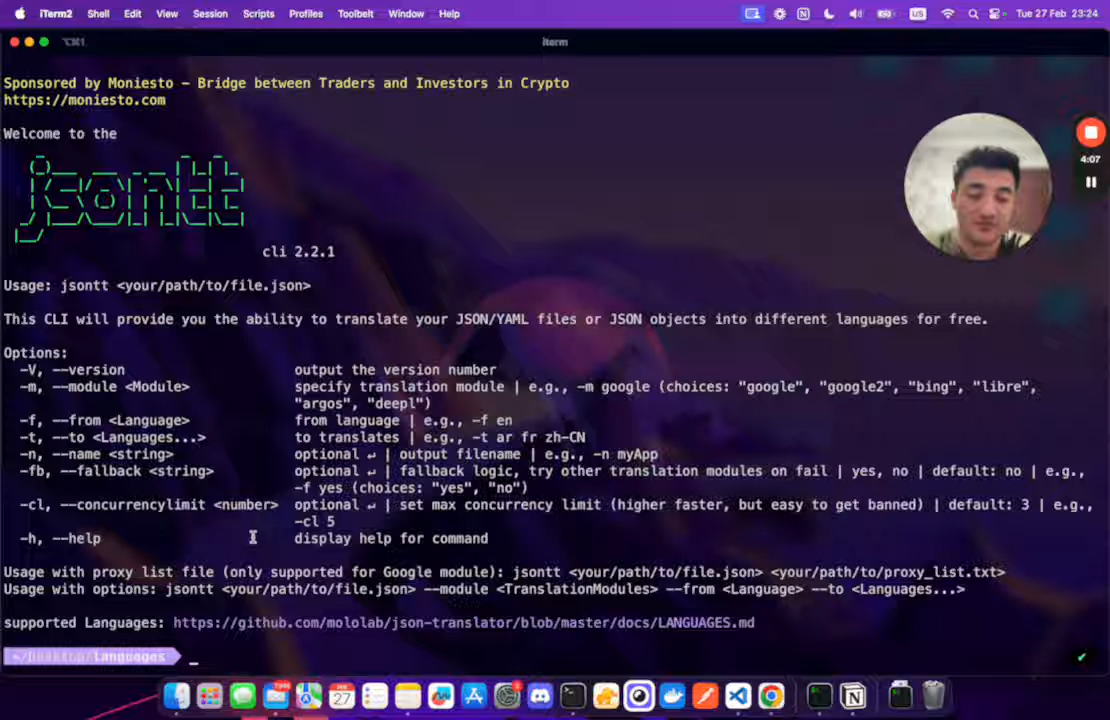 iTerm2 Shell Edit View Session Scripts Profiles Toolbelt Window Help US Tue 27 Feb 23:24
⌥⌘1 iterm
Sponsored by Moniesto - Bridge between Traders and Investors in Crypto
https://moniesto.com
Welcome to the
jsontt
cli 2.2.1
4:07
Usage: jsontt <your/path/to/file.json>
This CLI will provide you the ability to translate your JSON/YAML files or JSON objects into different languages for free.
Options:
-V, --version output the version number
-m, --module <Module> specify translation module | e.g., -m google (choices: "google", "google2", "bing", "libre",
"argos", "deepl")
-f, --from <Language> from language | e.g., -f en
-t, --to <Languages...> to translates | e.g., -t ar fr zh-CN
-n, --name <string> optional ↵ | output filename | e.g., -n myApp
-fb, --fallback <string> optional ↵ | fallback logic, try other translation modules on fail | yes, no | default: no | e.g.,
-f yes (choices: "yes", "no")
-cl, --concurrencylimit <number> optional ↵ | set max concurrency limit (higher faster, but easy to get banned) | default: 3 | e.g.,
-cl 5
-h, --help display help for command
Usage with proxy list file (only supported for Google module): jsontt <your/path/to/file.json> <your/path/to/proxy_list.txt>
Usage with options: jsontt <your/path/to/file.json> --module <TranslationModules> --from <Language> --to <Languages...>
supported Languages: https://github.com/mololab/json-translator/blob/master/docs/LANGUAGES.md
~/Desktop/Languages
27